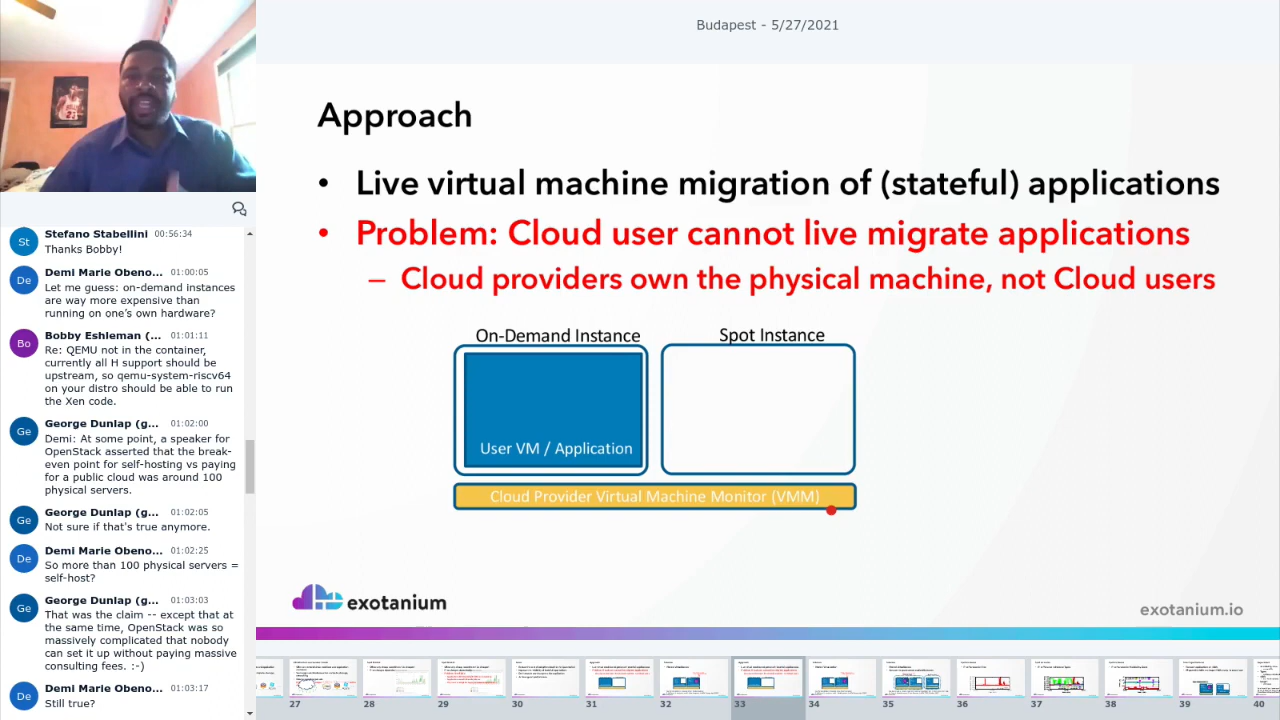 Budapest - 5/27/2021
Approach
• Live virtual machine migration of (stateful) applications
• Problem: Cloud user cannot live migrate applications
– Cloud providers own the physical machine, not Cloud users
On-Demand Instance
Spot Instance
User VM / Application
Cloud Provider Virtual Machine Monitor (VMM)
exotanium
exotanium.io
St
Stefano Stabellini 00:56:34
Thanks Bobby!
De
Demi Marie Obeno... 01:00:05
Let me guess: on-demand instances
are way more expensive than
running on one's own hardware?
Bo
Bobby Eshleman (... 01:01:11
Re: QEMU not in the container,
currently all H support should be
upstream, so qemu-system-riscv64
on your distro should be able to run
the Xen code.
Ge
George Dunlap (g... 01:02:00
Demi: At some point, a speaker for
OpenStack asserted that the break-
even point for self-hosting vs paying
for a public cloud was around 100
physical servers.
Ge
George Dunlap (g... 01:02:05
Not sure if that's true anymore.
De
Demi Marie Obeno... 01:02:25
So more than 100 physical servers =
self-host?
Ge
George Dunlap (g... 01:03:03
That was the claim -- except that at
the same time, OpenStack was so
massively complicated that nobody
can set it up without paying massive
consulting fees. :-)
De
Demi Marie Obeno... 01:03:17
Still true?
27 28 29 30 31 32 33 34 35 36 37 38 39 40